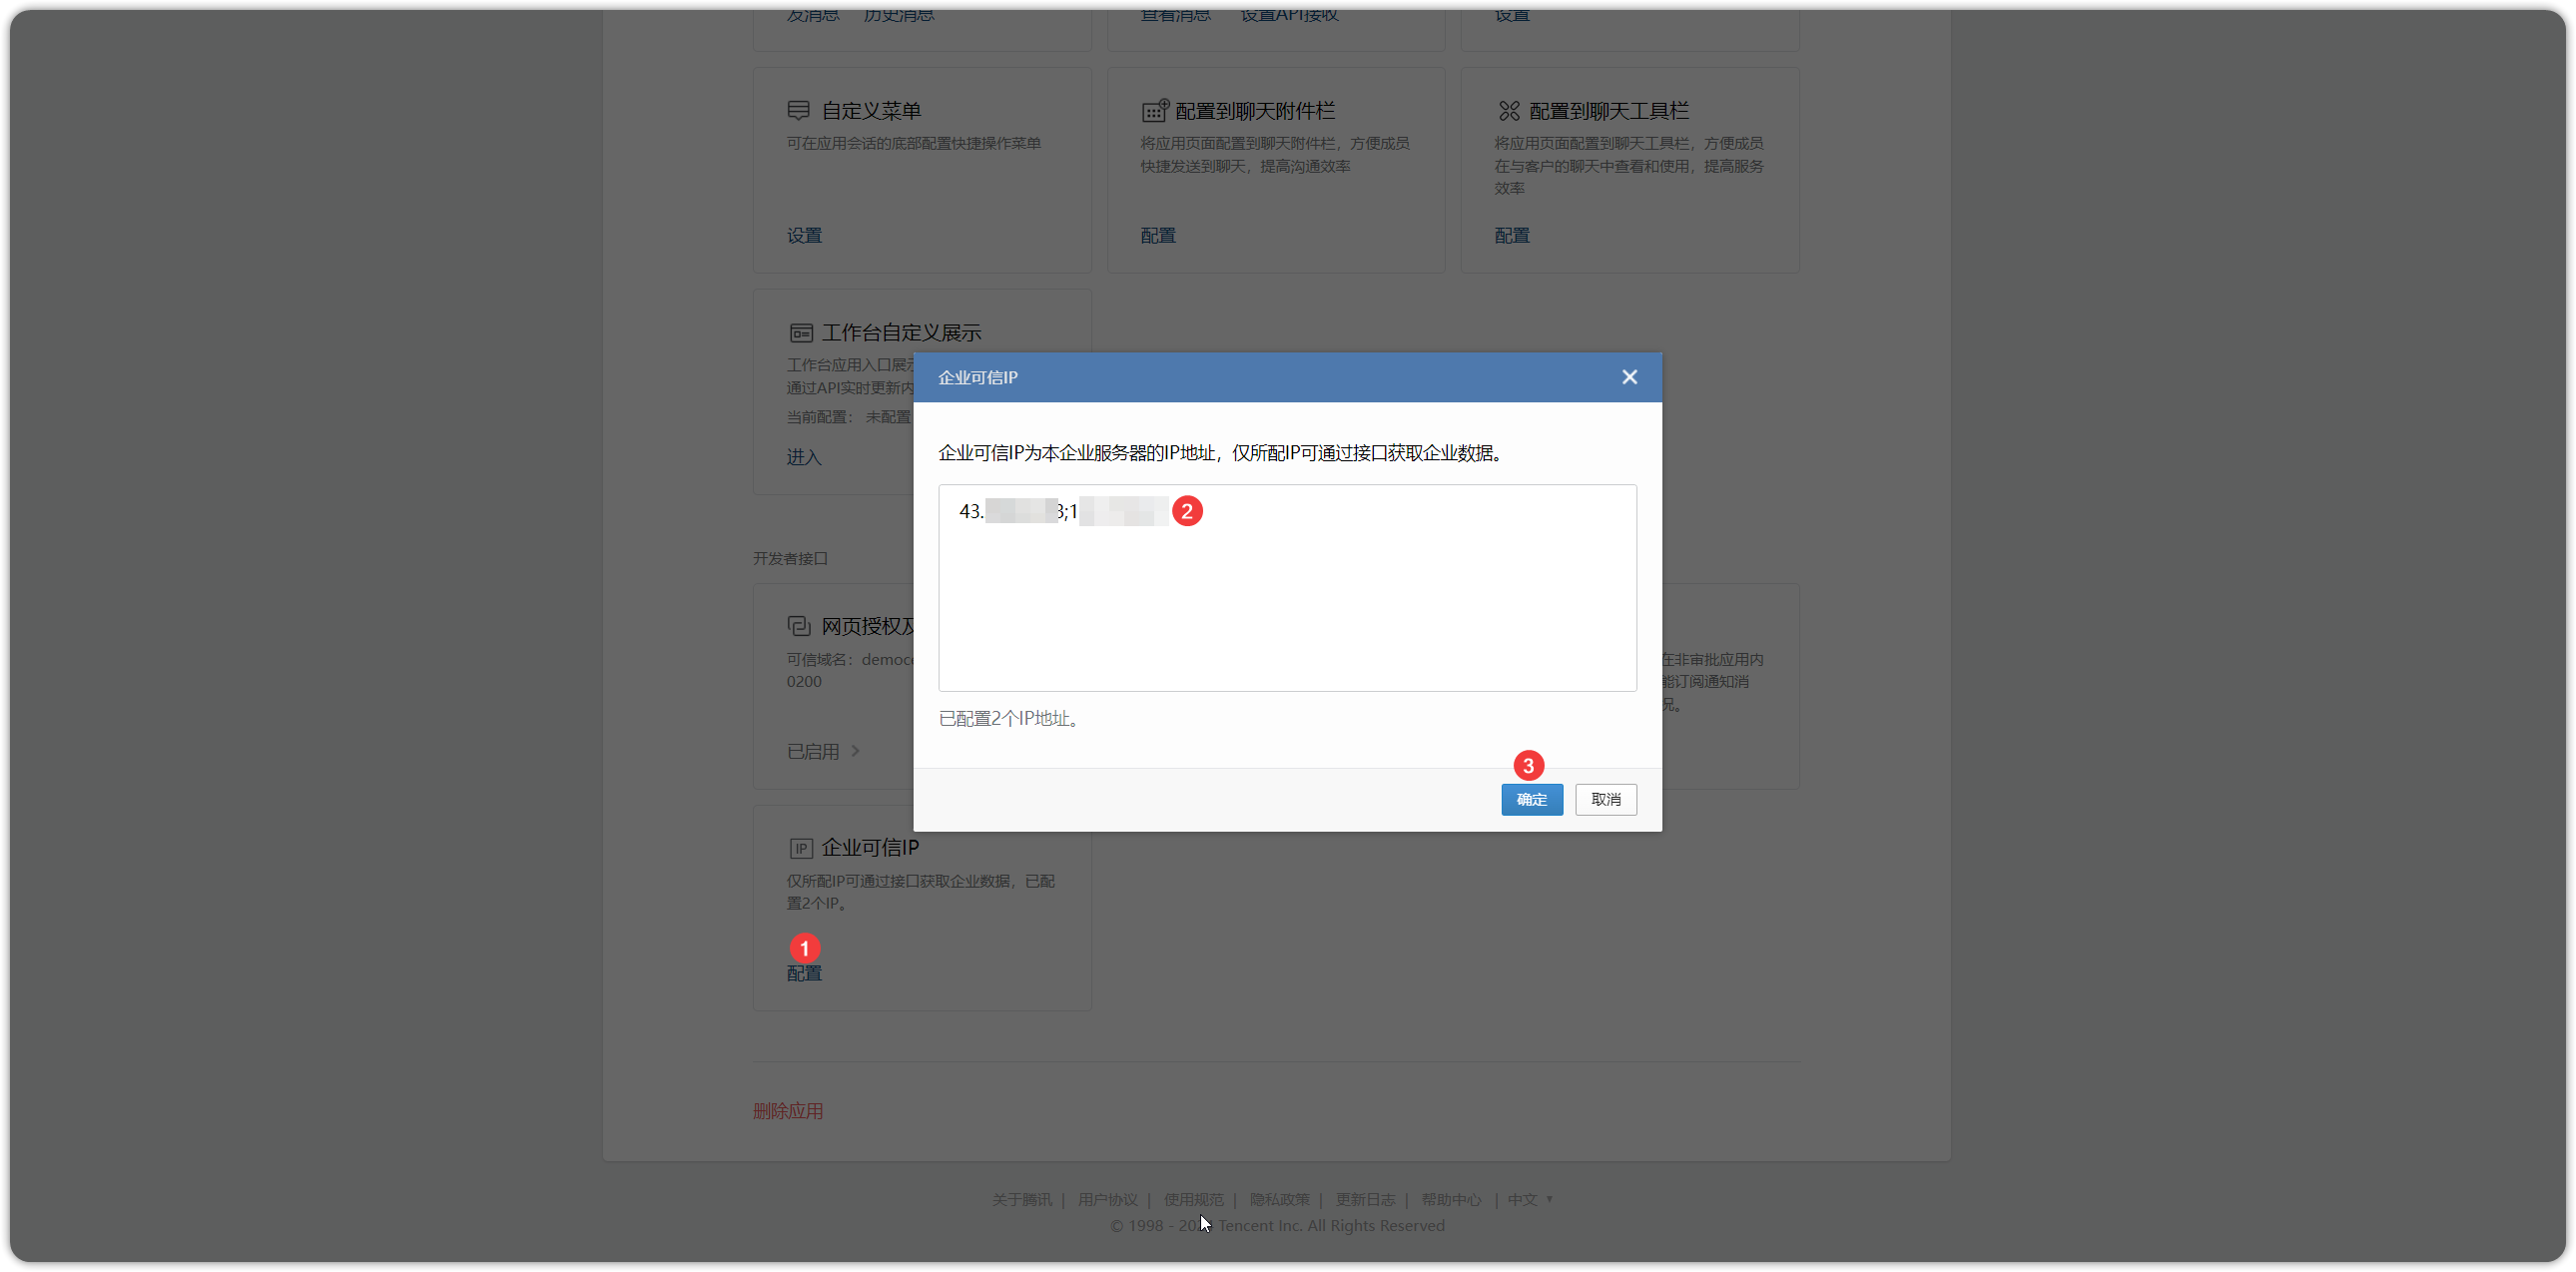 发消息 历史消息
查看消息 设置API接收
设置
自定义菜单
可在应用会话的底部配置快捷操作菜单
设置
配置到聊天附件栏
将应用页面配置到聊天附件栏，方便成员
快捷发送到聊天，提高沟通效率
配置
配置到聊天工具栏
将应用页面配置到聊天工具栏，方便成员
在与客户的聊天中查看和使用，提高服务
效率
配置
工作台自定义展示
工作台应用入口展
通过API实时更新内
当前配置： 未配置
进入
企业可信IP
企业可信IP为本企业服务器的IP地址，仅所配IP可通过接口获取企业数据。
43. 3;1
2
已配置2个IP地址。
3
确定
取消
开发者接口
网页授权及
可信域名：democ
0200
已启用
在非审批应用内
能订阅通知消
况。
企业可信IP
仅所配IP可通过接口获取企业数据，已配
置2个IP。
1
配置
删除应用
关于腾讯 | 用户协议 | 使用规范 | 隐私政策 | 更新日志 | 帮助中心 | 中文
© 1998 - 20 Tencent Inc. All Rights Reserved